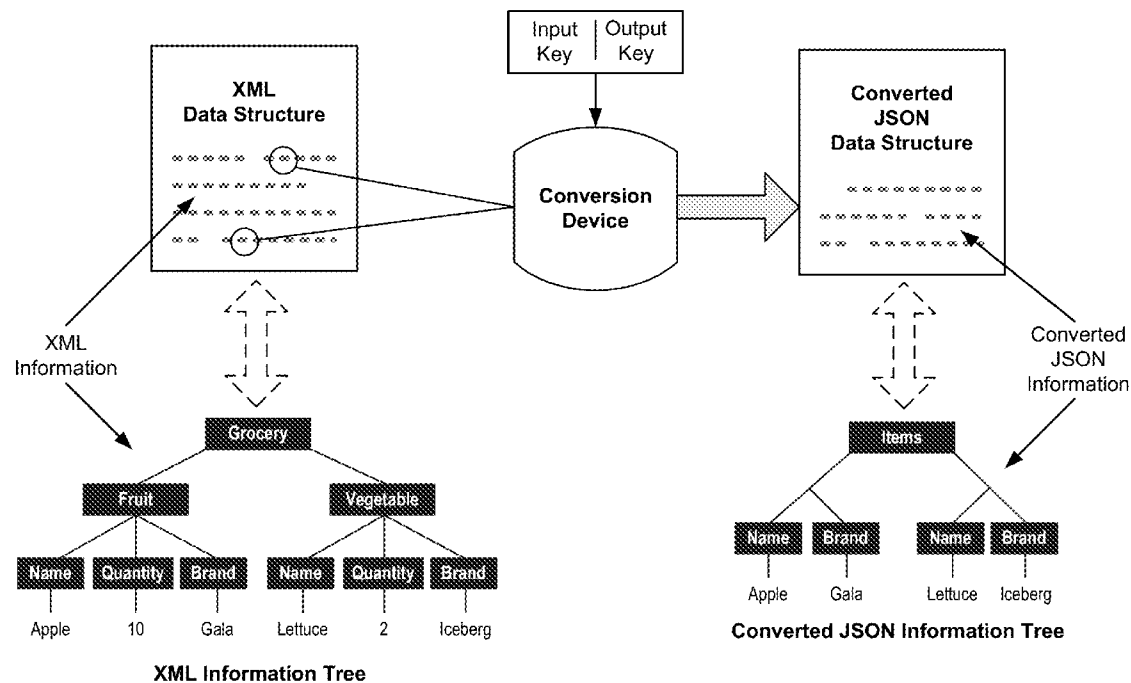 Input Key
Output Key
XML
Data Structure
Conversion
Device
Converted
JSON
Data Structure
XML
Information
Converted
JSON
Information
Grocery
Fruit Vegetable
Name Quantity Brand Name Quantity Brand
Apple 10 Gala Lettuce 2 Iceberg
XML Information Tree
Items
Name Brand Name Brand
Apple Gala Lettuce Iceberg
Converted JSON Information Tree